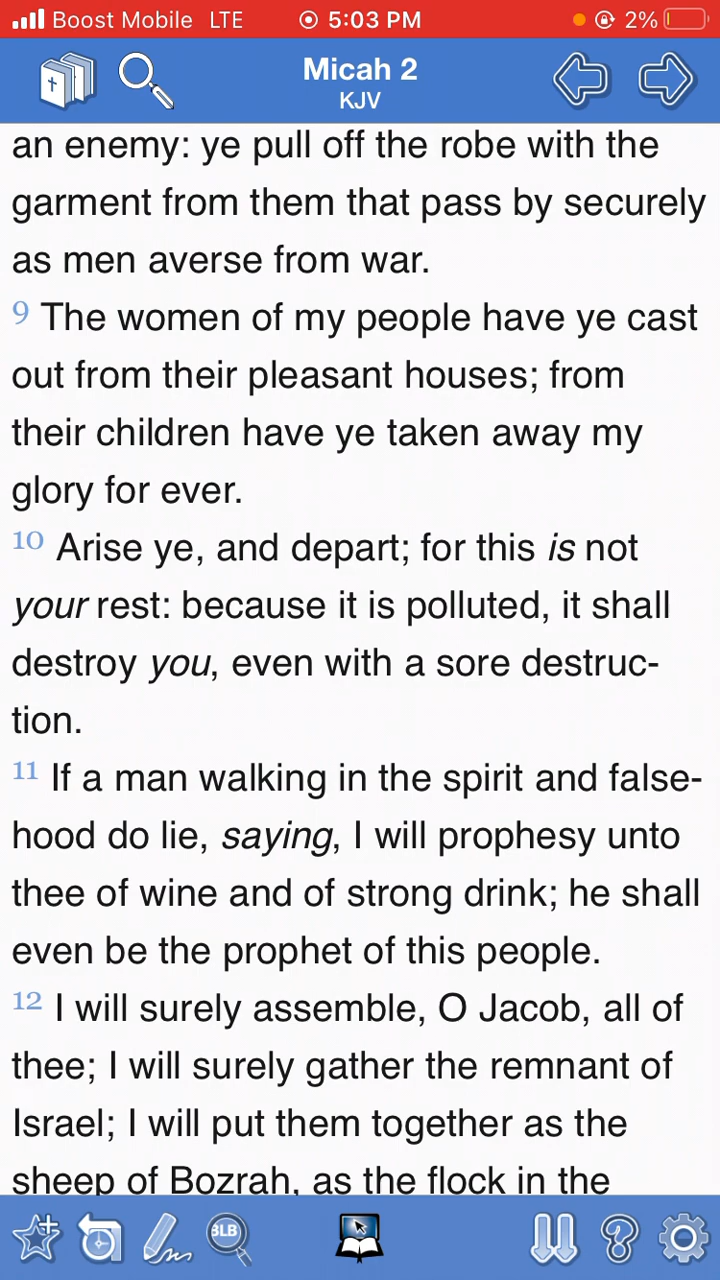 Boost Mobile LTE 5:03 PM 2%
Micah 2
KJV
an enemy: ye pull off the robe with the
garment from them that pass by securely
as men averse from war.
9 The women of my people have ye cast
out from their pleasant houses; from
their children have ye taken away my
glory for ever.
10 Arise ye, and depart; for this is not
your rest: because it is polluted, it shall
destroy you, even with a sore destruc-
tion.
11 If a man walking in the spirit and false-
hood do lie, saying, I will prophesy unto
thee of wine and of strong drink; he shall
even be the prophet of this people.
12 I will surely assemble, O Jacob, all of
thee; I will surely gather the remnant of
Israel; I will put them together as the
sheep of Bozrah, as the flock in the
BLB